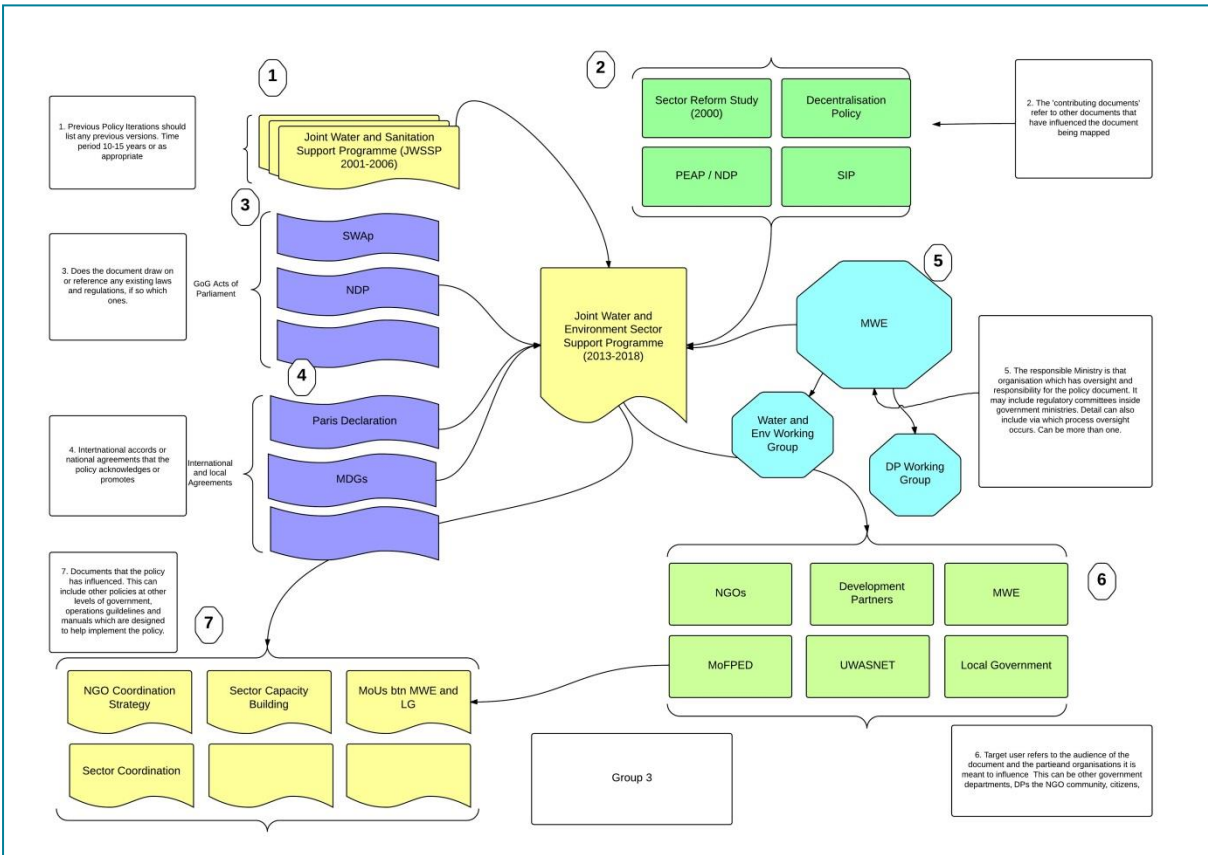 1
2
1. Previous Policy Iterations should
list any previous versions. Time
period 10-15 years or as
appropriate
Joint Water and Sanitation
Support Programme (JWSSP
2001-2006)
Sector Reform Study
(2000)
Decentralisation
Policy
PEAP / NDP
SIP
2. The 'contributing documents'
refer to other documents that
have influenced the document
being mapped
3
3. Does the document draw on
or reference any existing laws
and regulations, if so which
ones.
GoG Acts of
Parliament
SWAp
NDP
Joint Water and
Environment Sector
Support Programme
(2013-2018)
5
MWE
Water and
Env Working
Group
DP Working
Group
5. The responsible Ministry is that
organisation which has oversight and
responsibility for the policy document. It
may include regulatory committees inside
government ministries. Detail can also
include via which process oversight
occurs. Can be more than one.
4
4. Intertnational accords or
national agreements that the
policy acknowledges or
promotes
International
and local
Agreements
Paris Declaration
MDGs
7. Documents that the policy
has influenced. This can
include other policies at other
levels of government,
operations guildelines and
manuals which are designed
to help implement the policy.
7
NGO Coordination
Strategy
Sector Capacity
Building
MoUs btn MWE and
LG
Sector Coordination
6
NGOs
Development
Partners
MWE
MoFPED
UWASNET
Local Government
Group 3
6. Target user refers to the audience of the
document and the partieand organisations it is
meant to influence This can be other government
departments, DPs the NGO community, citizens,